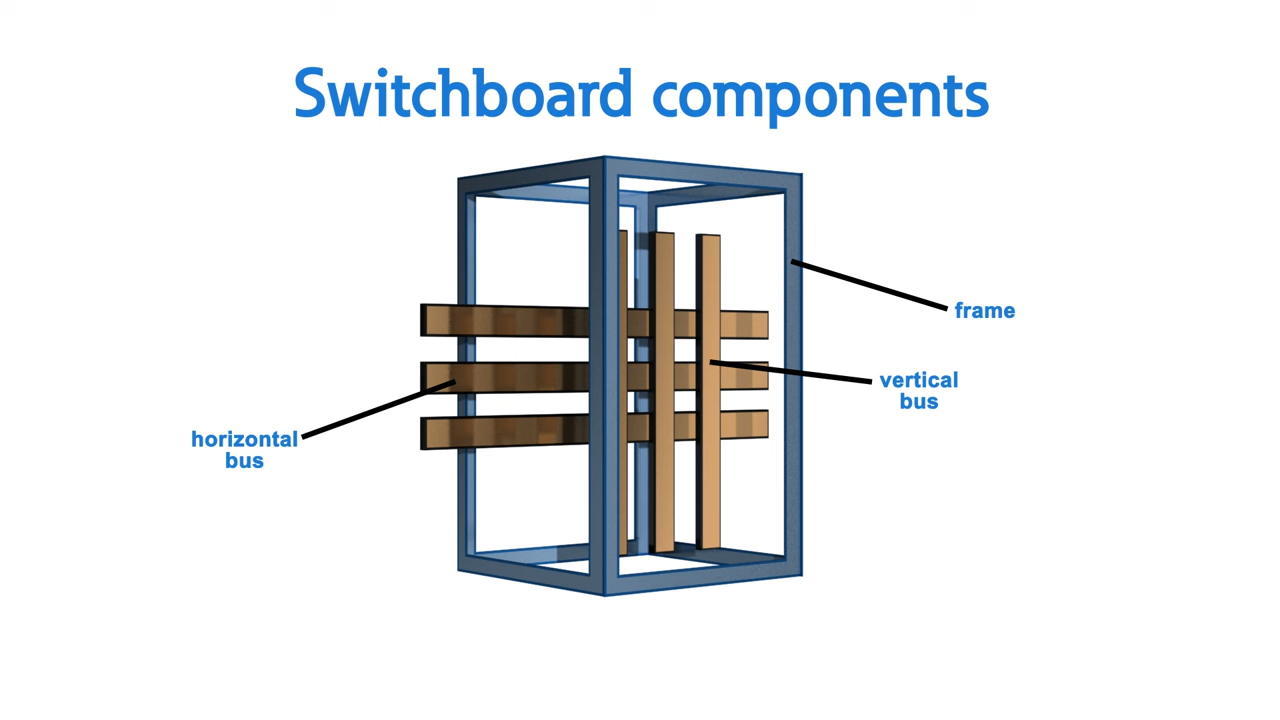 Switchboard components
frame
vertical
bus
horizontal
bus